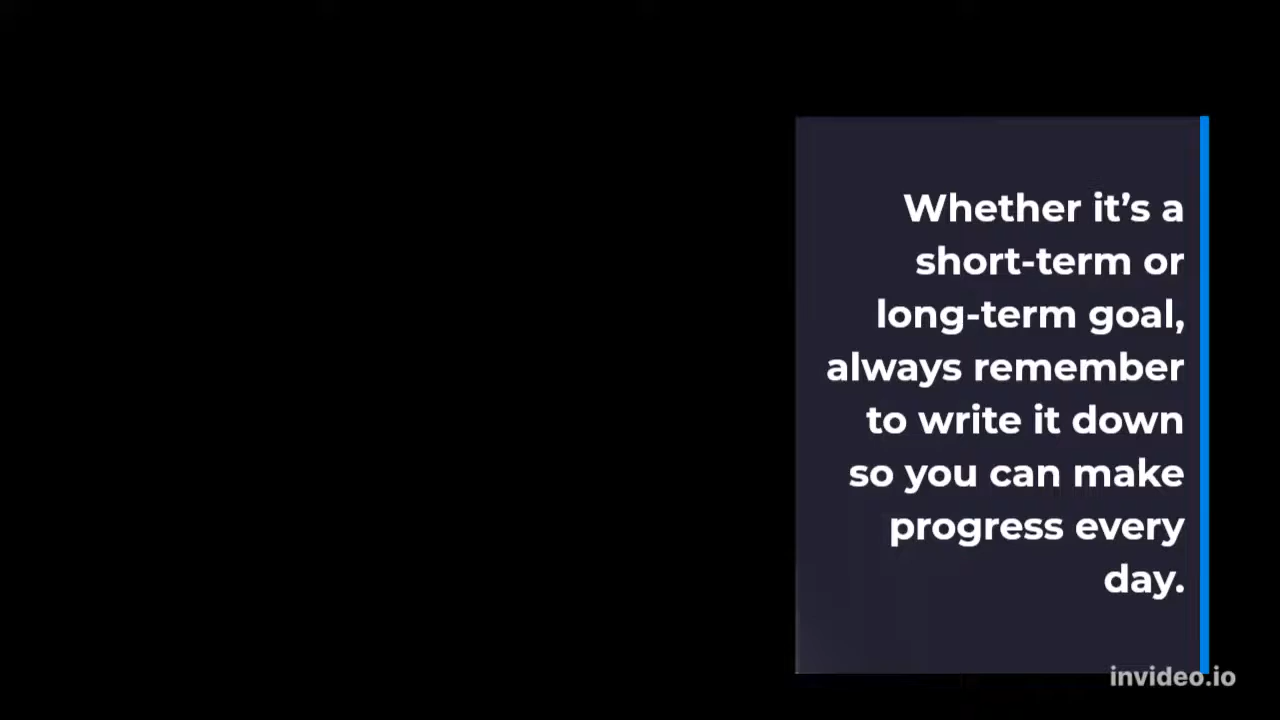 Whether it’s a
short-term or
long-term goal,
always remember
to write it down
so you can make
progress every
day.
invideo.io